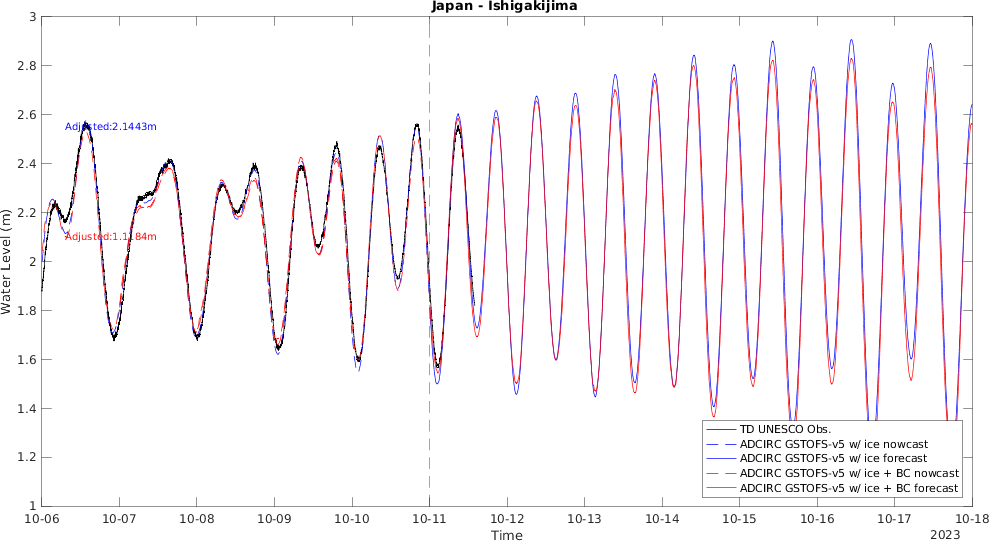 Japan - Ishigakijima
3
2.8
2.6
2.4
2.2
2
1.8
1.6
1.4
1.2
1
Water Level (m)
Adjusted:2.1443m
Adjusted:1.1184m
TD UNESCO Obs.
ADCIRC GSTOFS-v5 w/ ice nowcast
ADCIRC GSTOFS-v5 w/ ice forecast
ADCIRC GSTOFS-v5 w/ ice + BC nowcast
ADCIRC GSTOFS-v5 w/ ice + BC forecast
10-06 10-07 10-08 10-09 10-10 10-11 10-12 10-13 10-14 10-15 10-16 10-17 10-18
Time
2023